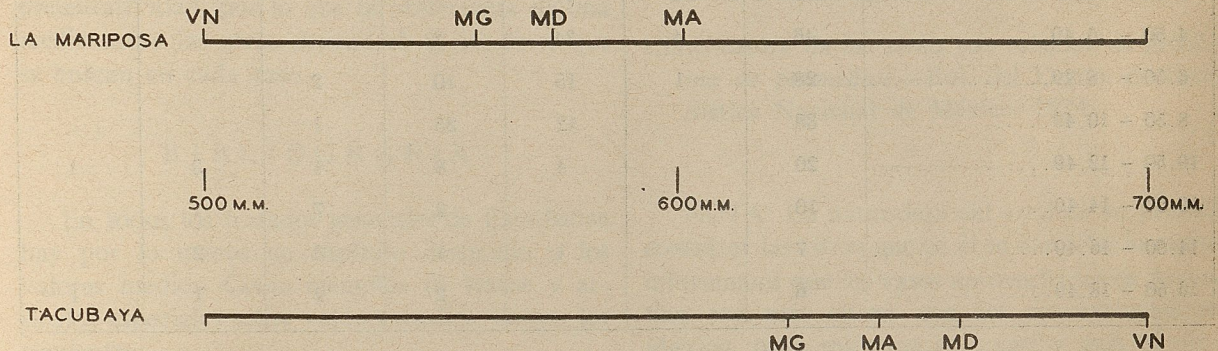 VN MG MD MA
LA MARIPOSA
500 M.M. 600 M.M. 700 M.M.
TACUBAYA
MG MA MD VN